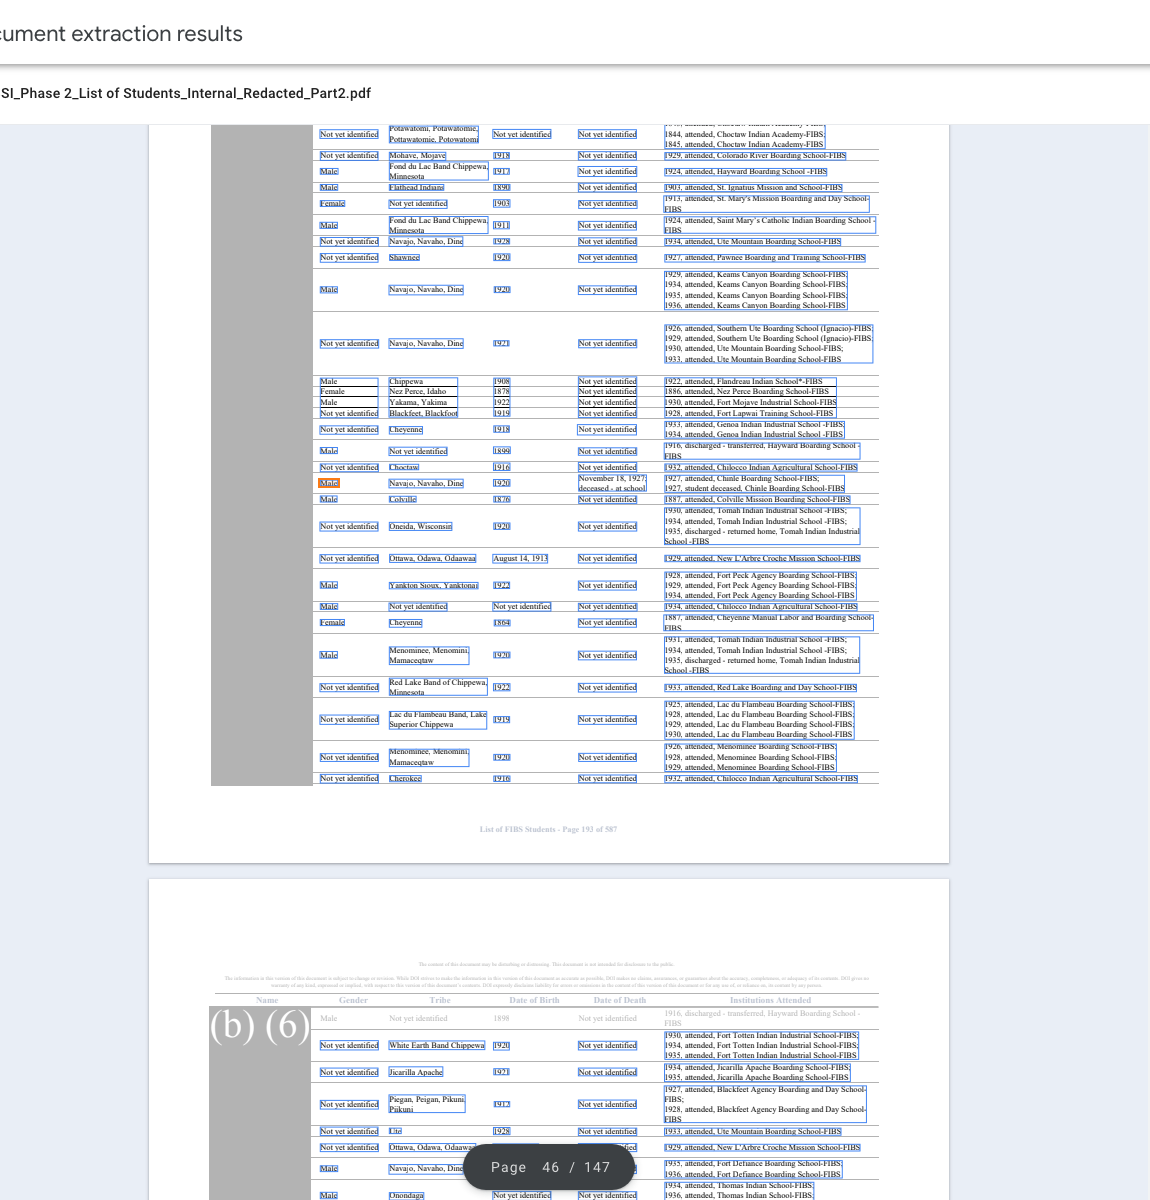 cument extraction results
SI_Phase 2_List of Students_Internal_Redacted_Part2.pdf
Not yet identified Potawatomi, Potawatomie, Not yet identified Not yet identified 1844, attended, Choctaw Indian Academy-FIBS;
Pottawatomie, Potowatomi 1845, attended, Choctaw Indian Academy-FIBS
Not yet identified Mohave, Mojave 1918 Not yet identified 1929, attended, Colorado River Boarding School-FIBS
Male Fond du Lac Band Chippewa, 1917 Not yet identified 1924, attended, Hayward Boarding School -FIBS
Minnesota
Male Flathead Indians 1890 Not yet identified 1903, attended, St. Ignatius Mission and School-FIBS
Female Not yet identified 1903 Not yet identified 1913, attended, St. Mary's Mission Boarding and Day School-
FIBS
Male Fond du Lac Band Chippewa, 1911 Not yet identified 1924, attended, Saint Mary's Catholic Indian Boarding School -
Minnesota FIBS
Not yet identified Navajo, Navaho, Dine 1928 Not yet identified 1934, attended, Ute Mountain Boarding School-FIBS
Not yet identified Shawnee 1920 Not yet identified 1927, attended, Pawnee Boarding and Training School-FIBS
Male Navajo, Navaho, Dine 1920 Not yet identified 1929, attended, Keams Canyon Boarding School-FIBS;
1934, attended, Keams Canyon Boarding School-FIBS;
1935, attended, Keams Canyon Boarding School-FIBS;
1936, attended, Keams Canyon Boarding School-FIBS
Not yet identified Navajo, Navaho, Dine 1921 Not yet identified 1926, attended, Southern Ute Boarding School (Ignacio)-FIBS;
1929, attended, Southern Ute Boarding School (Ignacio)-FIBS;
1930, attended, Ute Mountain Boarding School-FIBS;
1933, attended, Ute Mountain Boarding School-FIBS
Male Chippewa 1908 Not yet identified 1922, attended, Flandreau Indian School*-FIBS
Female Nez Perce, Idaho 1878 Not yet identified 1886, attended, Nez Perce Boarding School-FIBS
Male Yakama, Yakima 1922 Not yet identified 1930, attended, Fort Mojave Industrial School-FIBS
Not yet identified Blackfeet, Blackfoot 1919 Not yet identified 1928, attended, Fort Lapwai Training School-FIBS
Not yet identified Cheyenne 1918 Not yet identified 1933, attended, Genoa Indian Industrial School -FIBS;
1934, attended, Genoa Indian Industrial School -FIBS
Male Not yet identified 1899 Not yet identified 1916, discharged - transferred, Hayward Boarding School -
FIBS
Not yet identified Choctaw 1916 Not yet identified 1932, attended, Chilocco Indian Agricultural School-FIBS
Male Navajo, Navaho, Dine 1920 November 18, 1927; 1927, attended, Chinle Boarding School-FIBS;
deceased - at school 1927, student deceased, Chinle Boarding School-FIBS
Male Colville 1876 Not yet identified 1887, attended, Colville Mission Boarding School-FIBS
Not yet identified Oneida, Wisconsin 1920 Not yet identified 1930, attended, Tomah Indian Industrial School -FIBS;
1934, attended, Tomah Indian Industrial School -FIBS;
1935, discharged - returned home, Tomah Indian Industrial
School -FIBS
Not yet identified Ottawa, Odawa, Odaawaa August 14, 1913 Not yet identified 1929, attended, New L'Arbre Croche Mission School-FIBS
Male Yankton Sioux, Yanktonai 1922 Not yet identified 1928, attended, Fort Peck Agency Boarding School-FIBS;
1929, attended, Fort Peck Agency Boarding School-FIBS;
1934, attended, Fort Peck Agency Boarding School-FIBS
Male Not yet identified Not yet identified Not yet identified 1934, attended, Chilocco Indian Agricultural School-FIBS
Female Cheyenne 1864 Not yet identified 1887, attended, Cheyenne Manual Labor and Boarding School-
FIBS
Male Menominee, Menomini, 1920 Not yet identified 1931, attended, Tomah Indian Industrial School -FIBS;
Mamaceqtaw 1934, attended, Tomah Indian Industrial School -FIBS;
1935, discharged - returned home, Tomah Indian Industrial
School -FIBS
Not yet identified Red Lake Band of Chippewa, 1922 Not yet identified 1933, attended, Red Lake Boarding and Day School-FIBS
Minnesota
Not yet identified Lac du Flambeau Band, Lake 1919 Not yet identified 1925, attended, Lac du Flambeau Boarding School-FIBS;
Superior Chippewa 1928, attended, Lac du Flambeau Boarding School-FIBS;
1929, attended, Lac du Flambeau Boarding School-FIBS;
1930, attended, Lac du Flambeau Boarding School-FIBS
Not yet identified Menominee, Menomini, 1920 Not yet identified 1926, attended, Menominee Boarding School-FIBS;
Mamaceqtaw 1928, attended, Menominee Boarding School-FIBS;
1929, attended, Menominee Boarding School-FIBS
Not yet identified Cherokee 1916 Not yet identified 1932, attended, Chilocco Indian Agricultural School-FIBS
List of FIBS Students - Page 193 of 587
The content of this document may be disturbing or distressing. This document is not intended for disclosure to the public.
Name Gender Tribe Date of Birth Date of Death Institutions Attended
(b) (6)
Male Not yet identified 1898 Not yet identified 1916, discharged - transferred, Hayward Boarding School -
FIBS
Not yet identified White Earth Band Chippewa 1920 Not yet identified 1930, attended, Fort Totten Indian Industrial School-FIBS;
1934, attended, Fort Totten Indian Industrial School-FIBS;
1935, attended, Fort Totten Indian Industrial School-FIBS
Not yet identified Jicarilla Apache 1921 Not yet identified 1934, attended, Jicarilla Apache Boarding School-FIBS;
1935, attended, Jicarilla Apache Boarding School-FIBS
Not yet identified Piegan, Peigan, Pikuni, 1912 Not yet identified 1927, attended, Blackfeet Agency Boarding and Day School-
Piikuni FIBS;
1928, attended, Blackfeet Agency Boarding and Day School-
FIBS
Not yet identified Ute 1928 Not yet identified 1933, attended, Ute Mountain Boarding School-FIBS
Not yet identified Ottawa, Odawa, Odaawaa 1929, attended, New L'Arbre Croche Mission School-FIBS
Male Navajo, Navaho, Dine 1935, attended, Fort Defiance Boarding School-FIBS;
1936, attended, Fort Defiance Boarding School-FIBS
Male Onondaga Not yet identified Not yet identified 1934, attended, Thomas Indian School-FIBS;
1936, attended, Thomas Indian School-FIBS;
Page 46 / 147